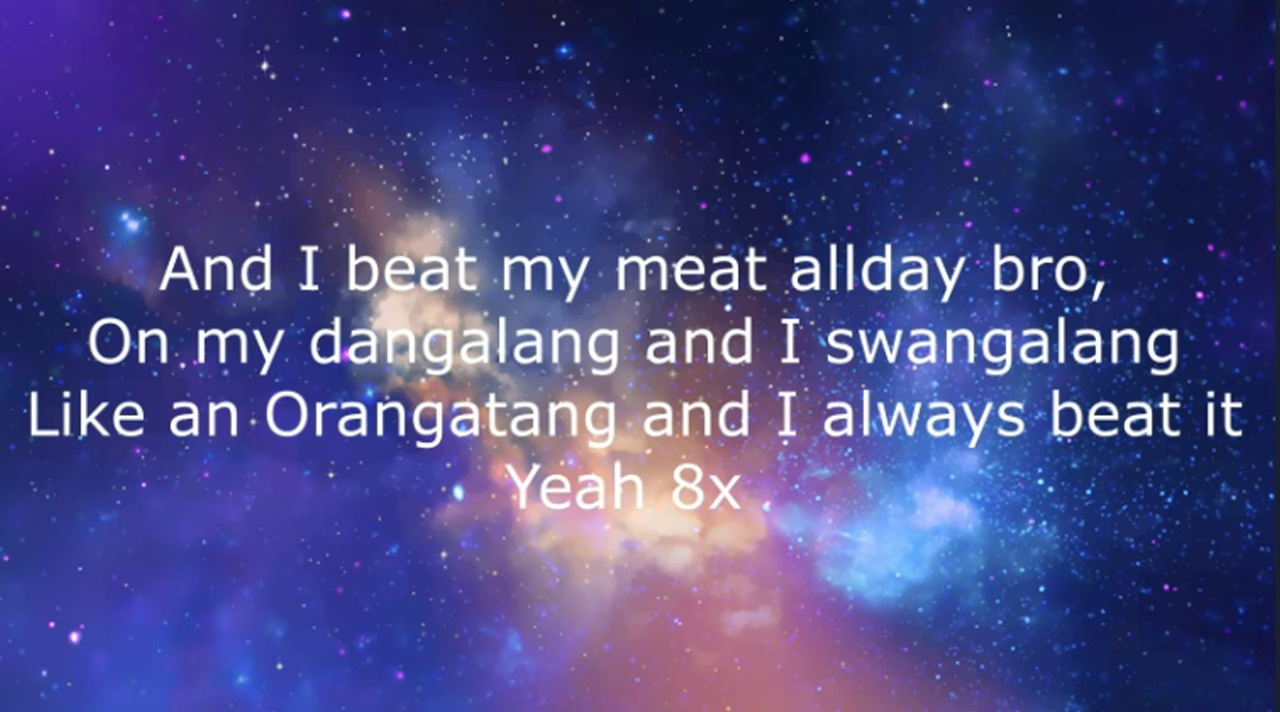 And I beat my meat allday bro,
On my dangalang and I swangalang
Like an Orangatang and I always beat it
Yeah 8x